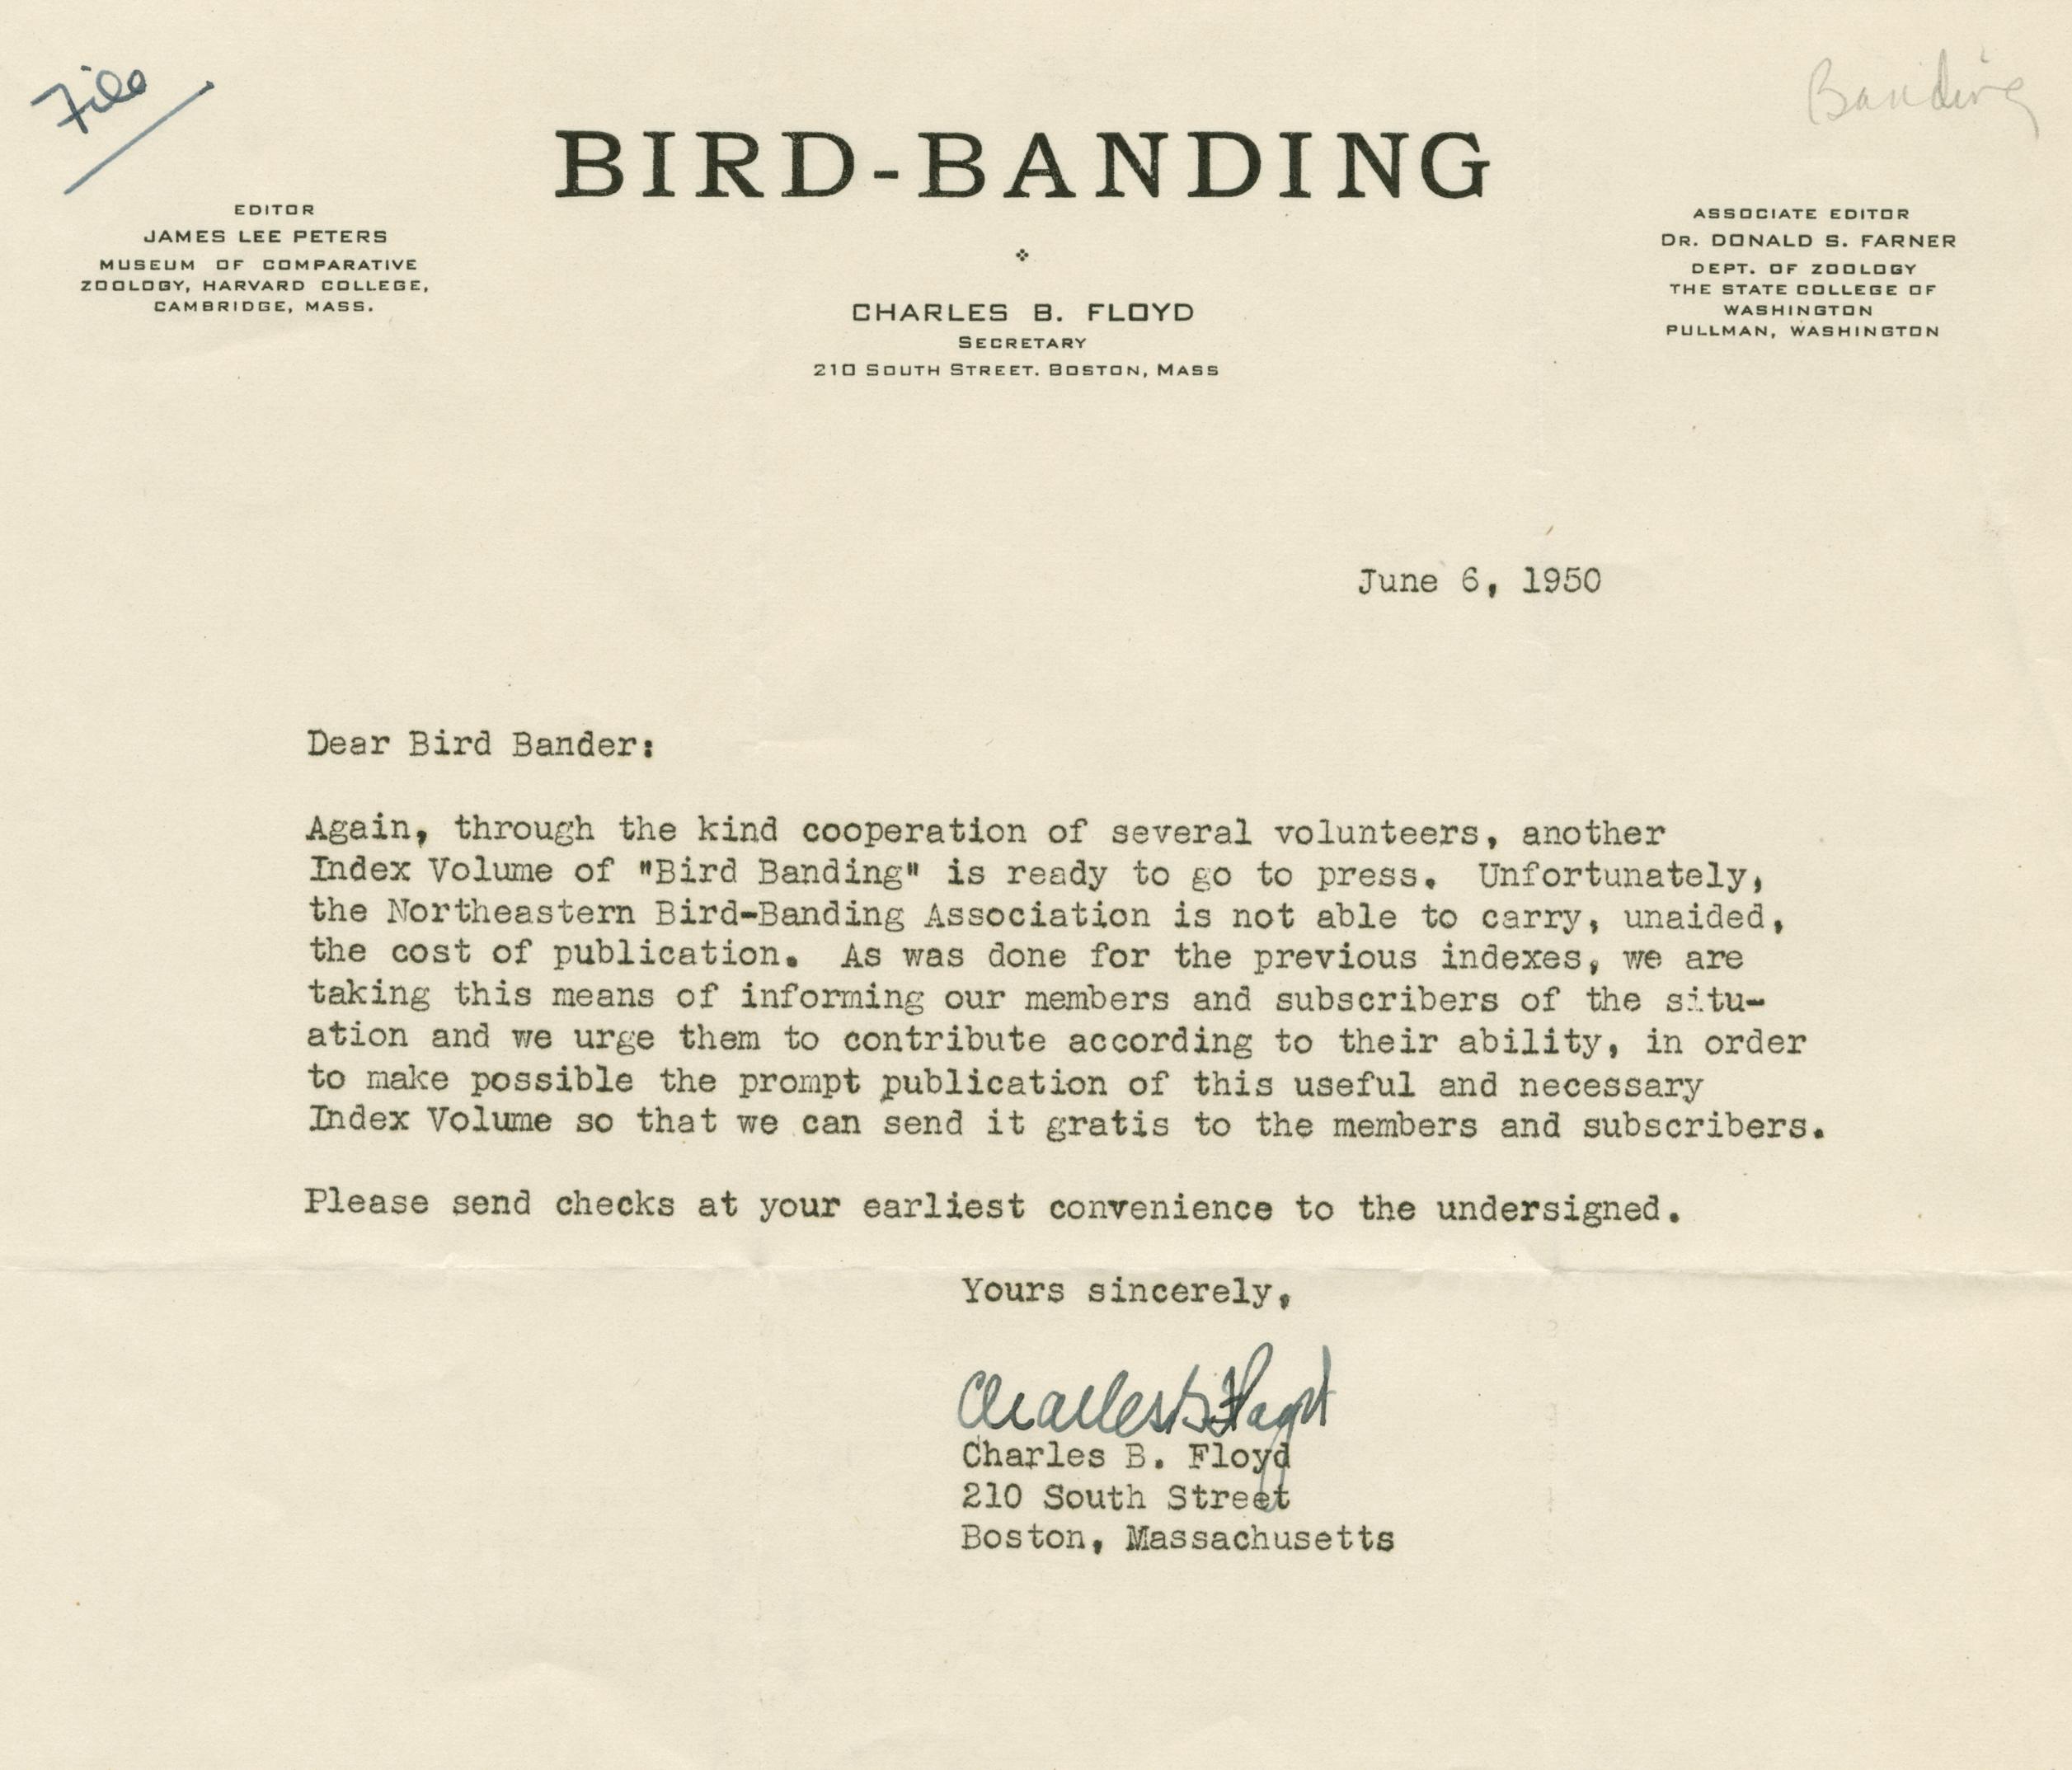 File
Banding
BIRD-BANDING
EDITOR
JAMES LEE PETERS
MUSEUM OF COMPARATIVE
ZOOLOGY, HARVARD COLLEGE,
CAMBRIDGE, MASS.
CHARLES B. FLOYD
SECRETARY
210 SOUTH STREET. BOSTON, MASS
ASSOCIATE EDITOR
DR. DONALD S. FARNER
DEPT. OF ZOOLOGY
THE STATE COLLEGE OF
WASHINGTON
PULLMAN, WASHINGTON
June 6, 1950
Dear Bird Bander:
Again, through the kind cooperation of several volunteers, another
Index Volume of "Bird Banding" is ready to go to press. Unfortunately,
the Northeastern Bird-Banding Association is not able to carry, unaided,
the cost of publication. As was done for the previous indexes, we are
taking this means of informing our members and subscribers of the situ-
ation and we urge them to contribute according to their ability, in order
to make possible the prompt publication of this useful and necessary
Index Volume so that we can send it gratis to the members and subscribers.
Please send checks at your earliest convenience to the undersigned.
Yours sincerely,
Charles B. Floyd
Charles B. Floyd
210 South Street
Boston, Massachusetts